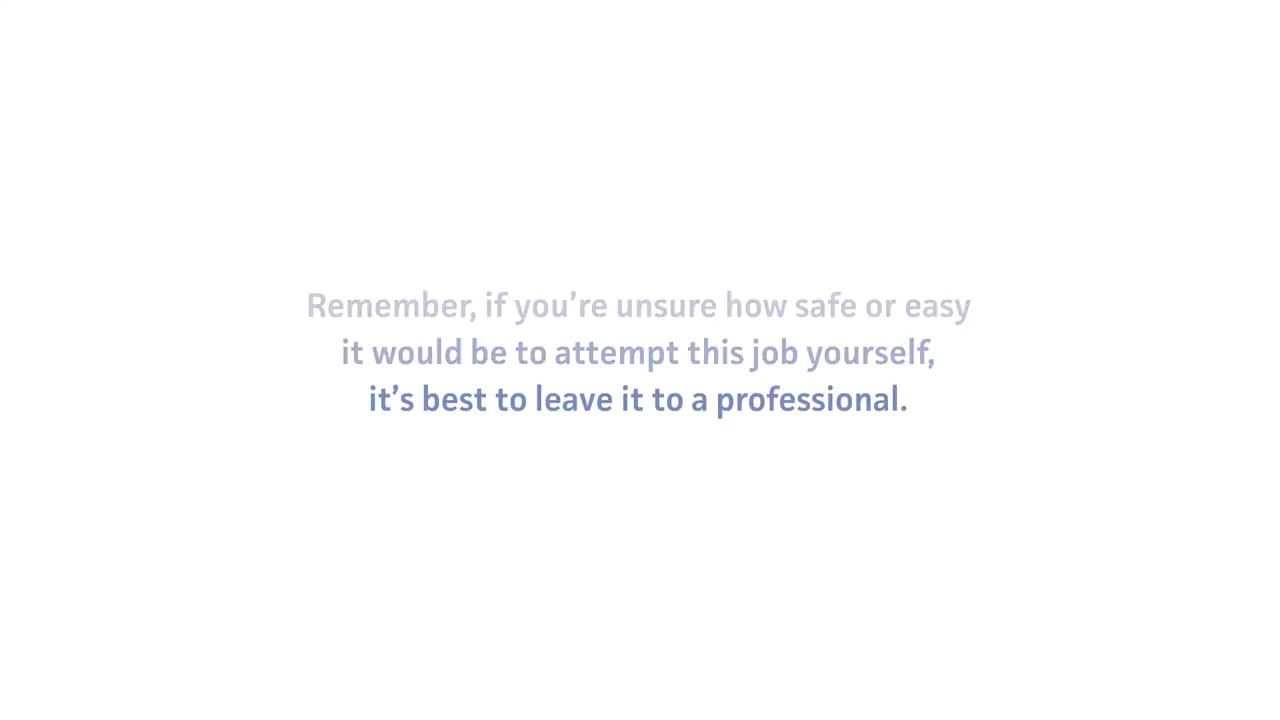 Remember, if you’re unsure how safe or easy
it would be to attempt this job yourself,
it’s best to leave it to a professional.